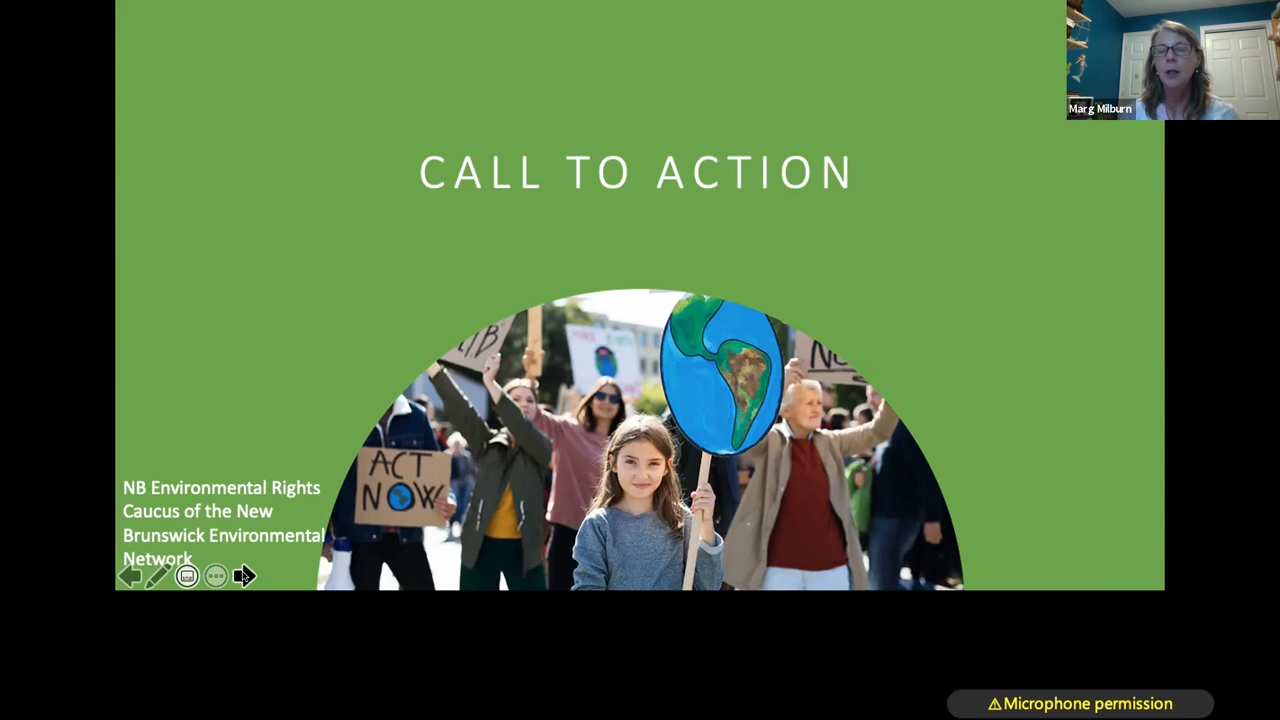 Marg Milburn
CALL TO ACTION
ACT
NOW
NB Environmental Rights
Caucus of the New
Brunswick Environmental
Network
⚠Microphone permission